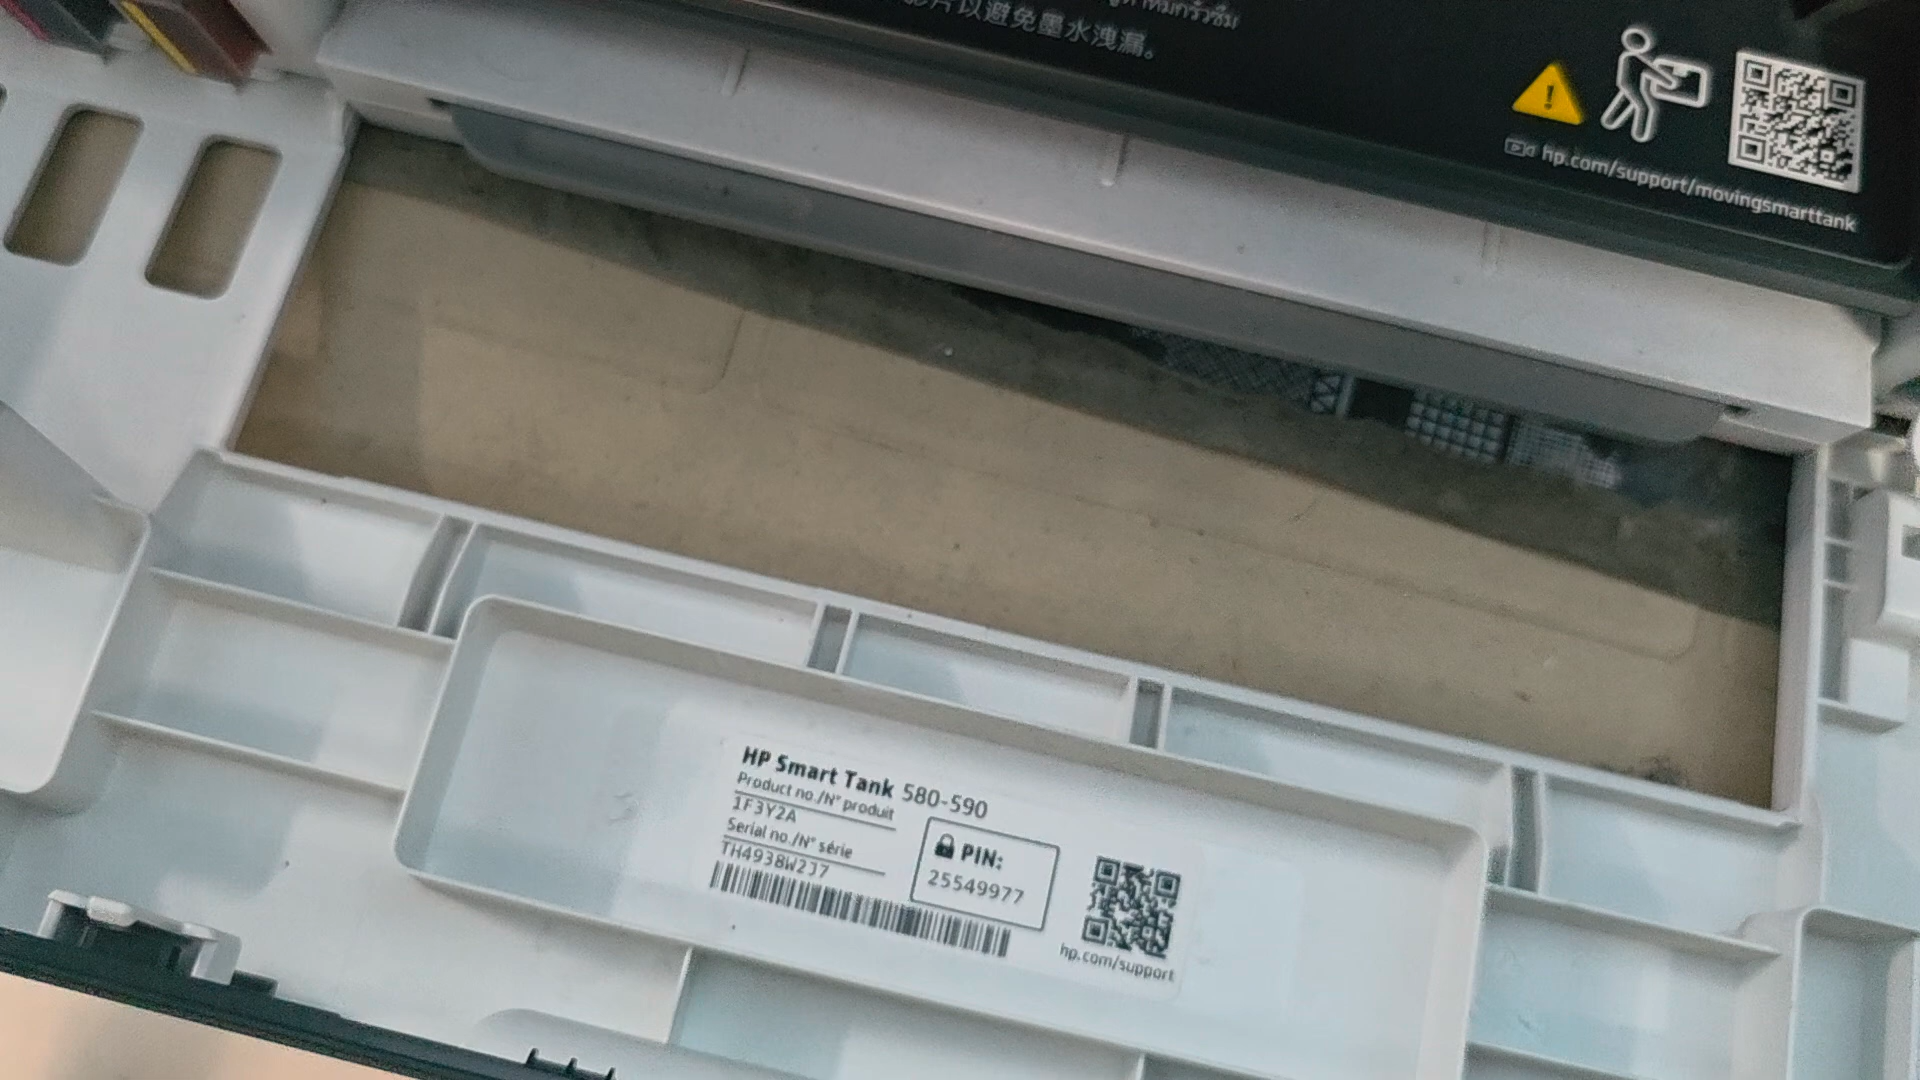 以避免墨水洩漏。
hp.com/support/movingsmarttank
HP Smart Tank 580-590
Product no./N° produit
1F3Y2A
Serial no./N° série
TH4938W2J7
PIN:
25549977
hp.com/support